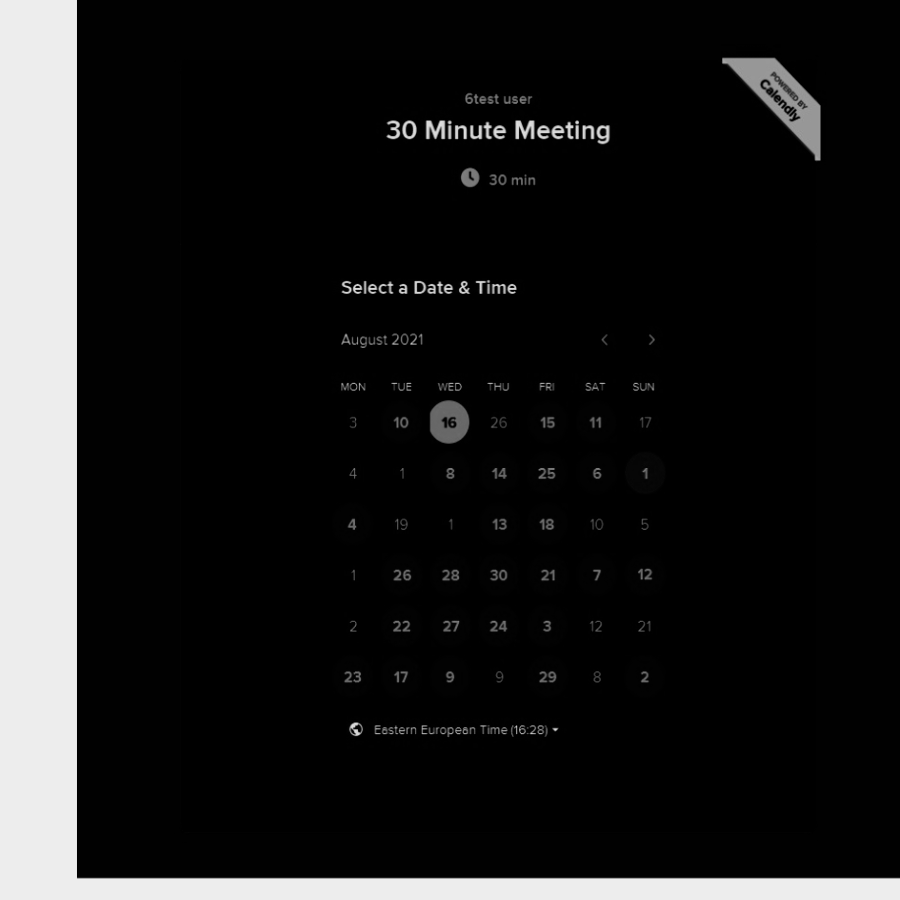 POWERED BY
Calendly
6test user
30 Minute Meeting
30 min
Select a Date & Time
August 2021
MON TUE WED THU FRI SAT SUN
3 10 16 26 15 11 17
4 1 8 14 25 6 1
4 19 1 13 18 10 5
1 26 28 30 21 7 12
2 22 27 24 3 12 21
23 17 9 9 29 8 2
Eastern European Time (16:28)